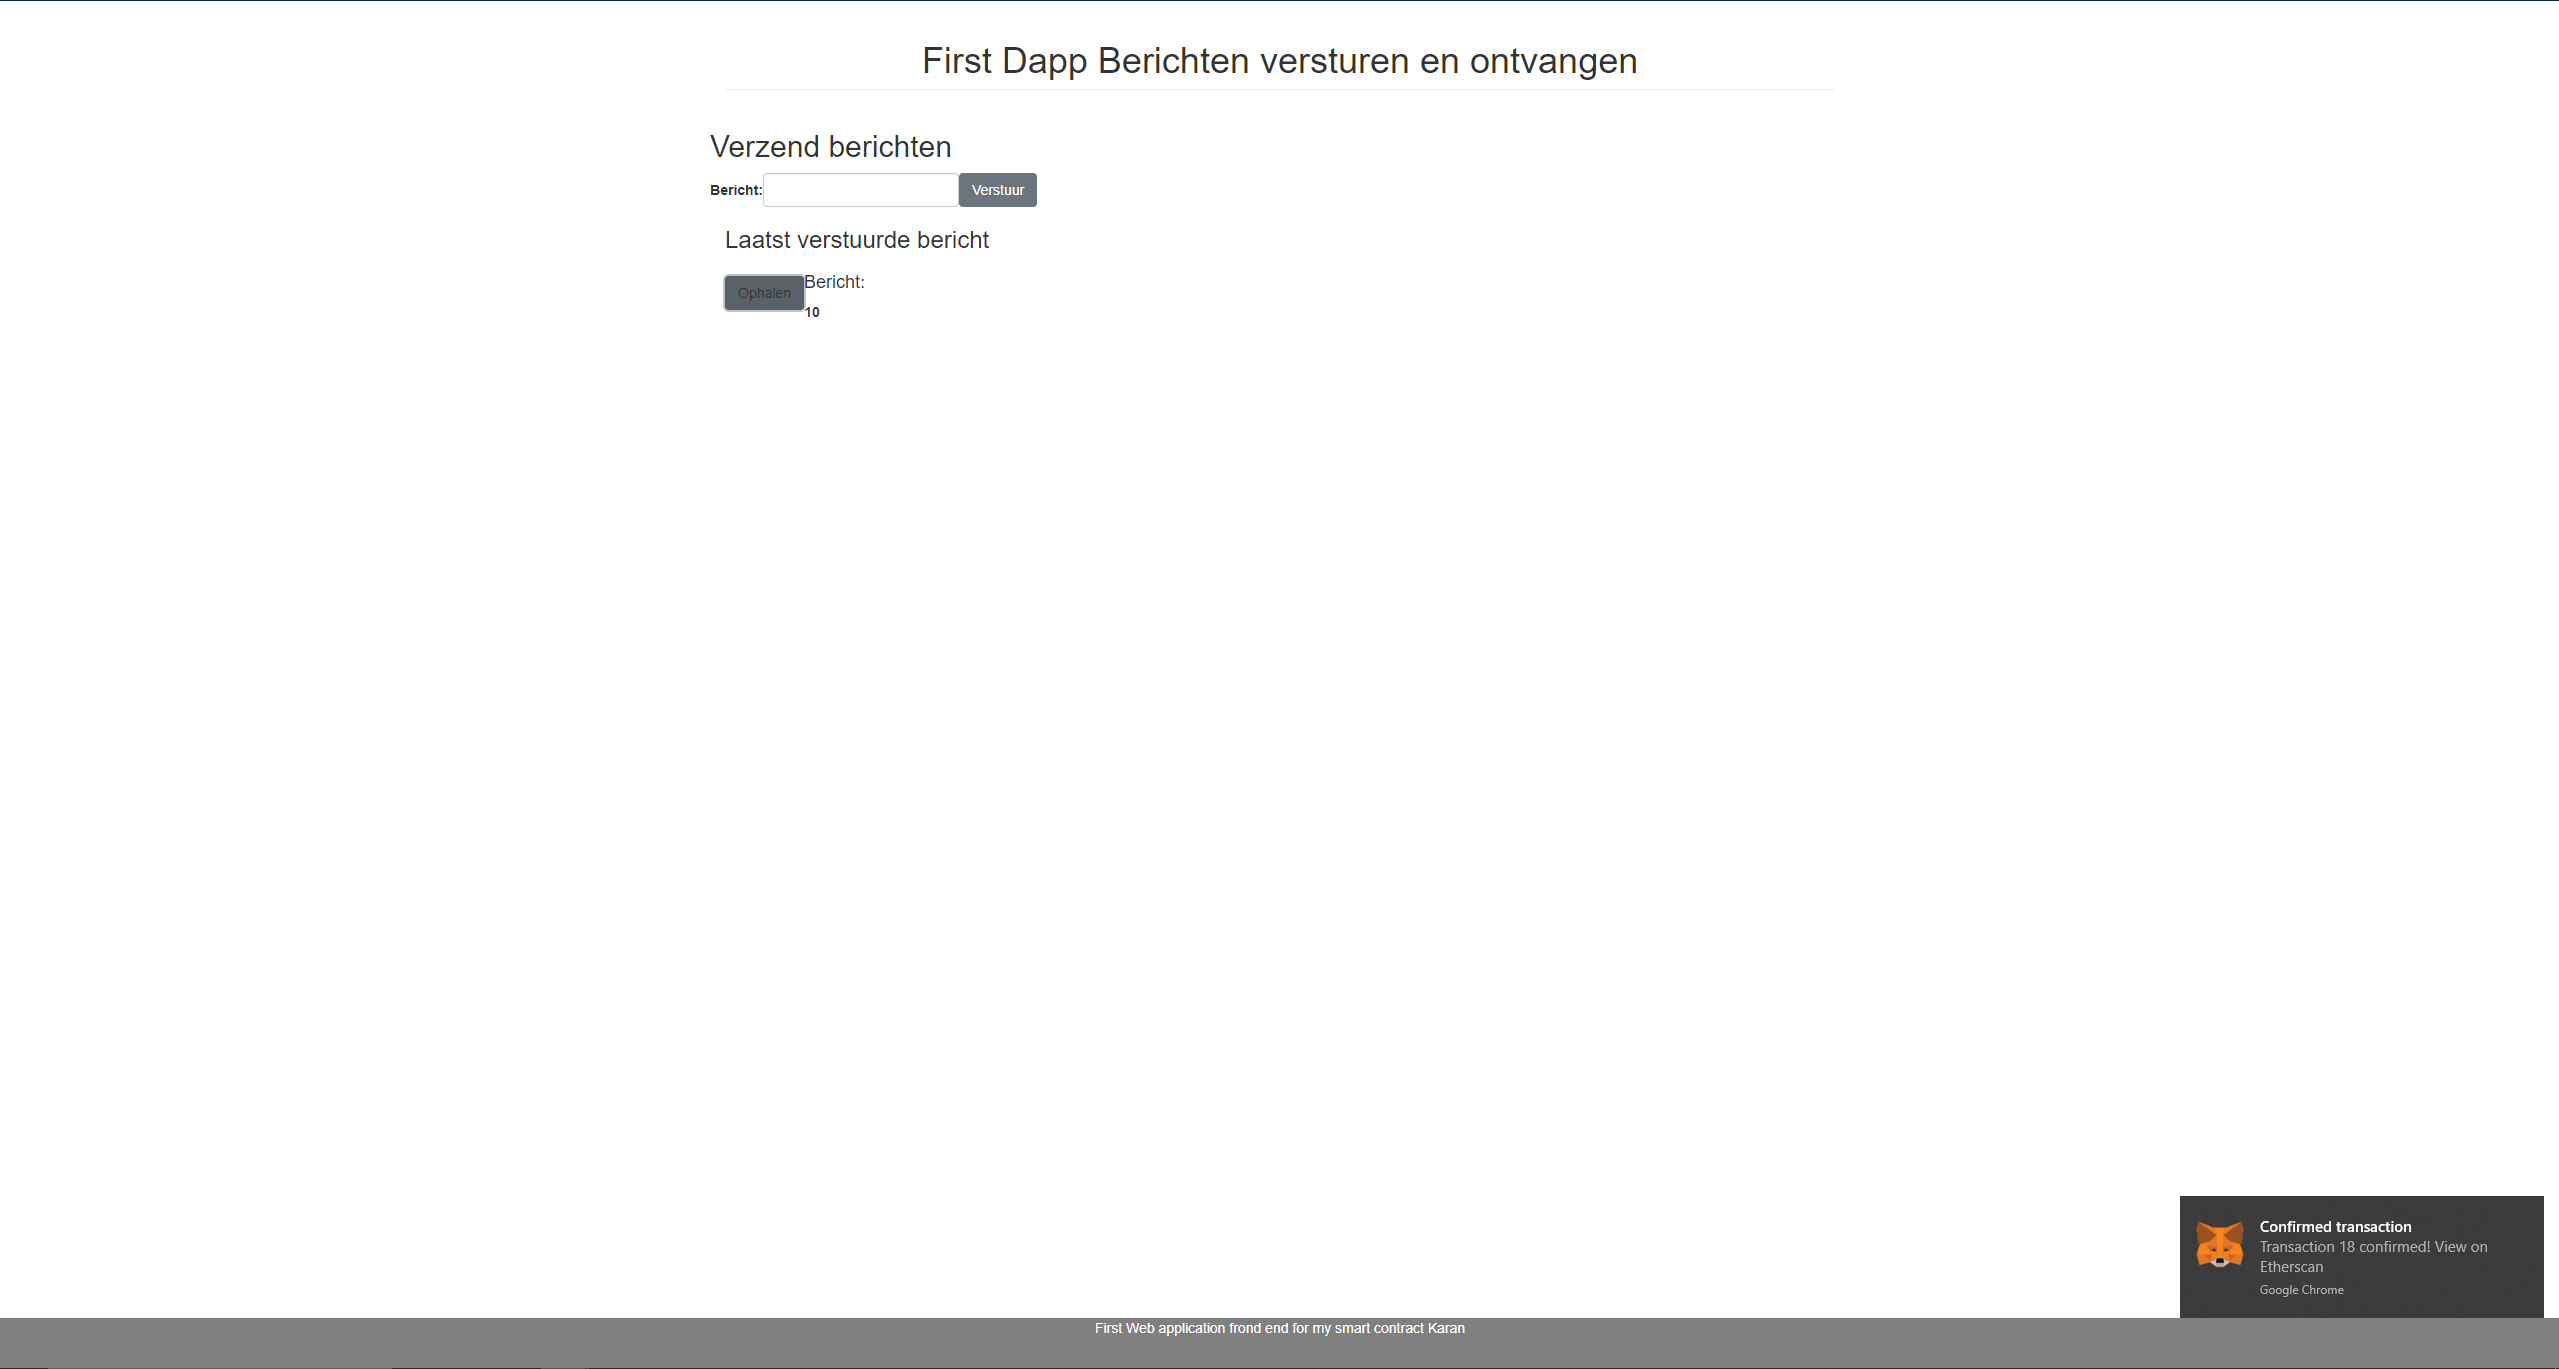 First Dapp Berichten versturen en ontvangen
Verzend berichten
Bericht: Verstuur
Laatst verstuurde bericht
Ophalen Bericht:
10
Confirmed transaction
Transaction 18 confirmed! View on
Etherscan
Google Chrome
First Web application frond end for my smart contract Karan